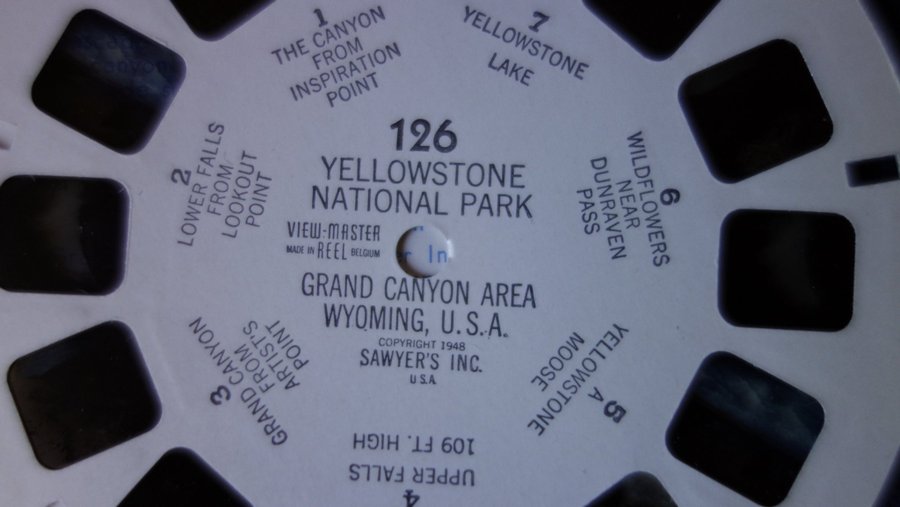 126
YELLOWSTONE
NATIONAL PARK
VIEW-MASTER
MADE IN REEL BELGIUM
GRAND CANYON AREA
WYOMING, U.S.A.
COPYRIGHT 1948
SAWYER'S INC.
U S A
1
THE CANYON
FROM
INSPIRATION
POINT
2
LOWER FALLS
FROM
LOOKOUT
POINT
3
GRAND CANYON
FROM
ARTIST'S
POINT
4
UPPER FALLS
109 FT. HIGH
5
A
YELLOWSTONE
MOOSE
6
WILDFLOWERS
NEAR
DUNRAVEN
PASS
7
YELLOWSTONE
LAKE
In